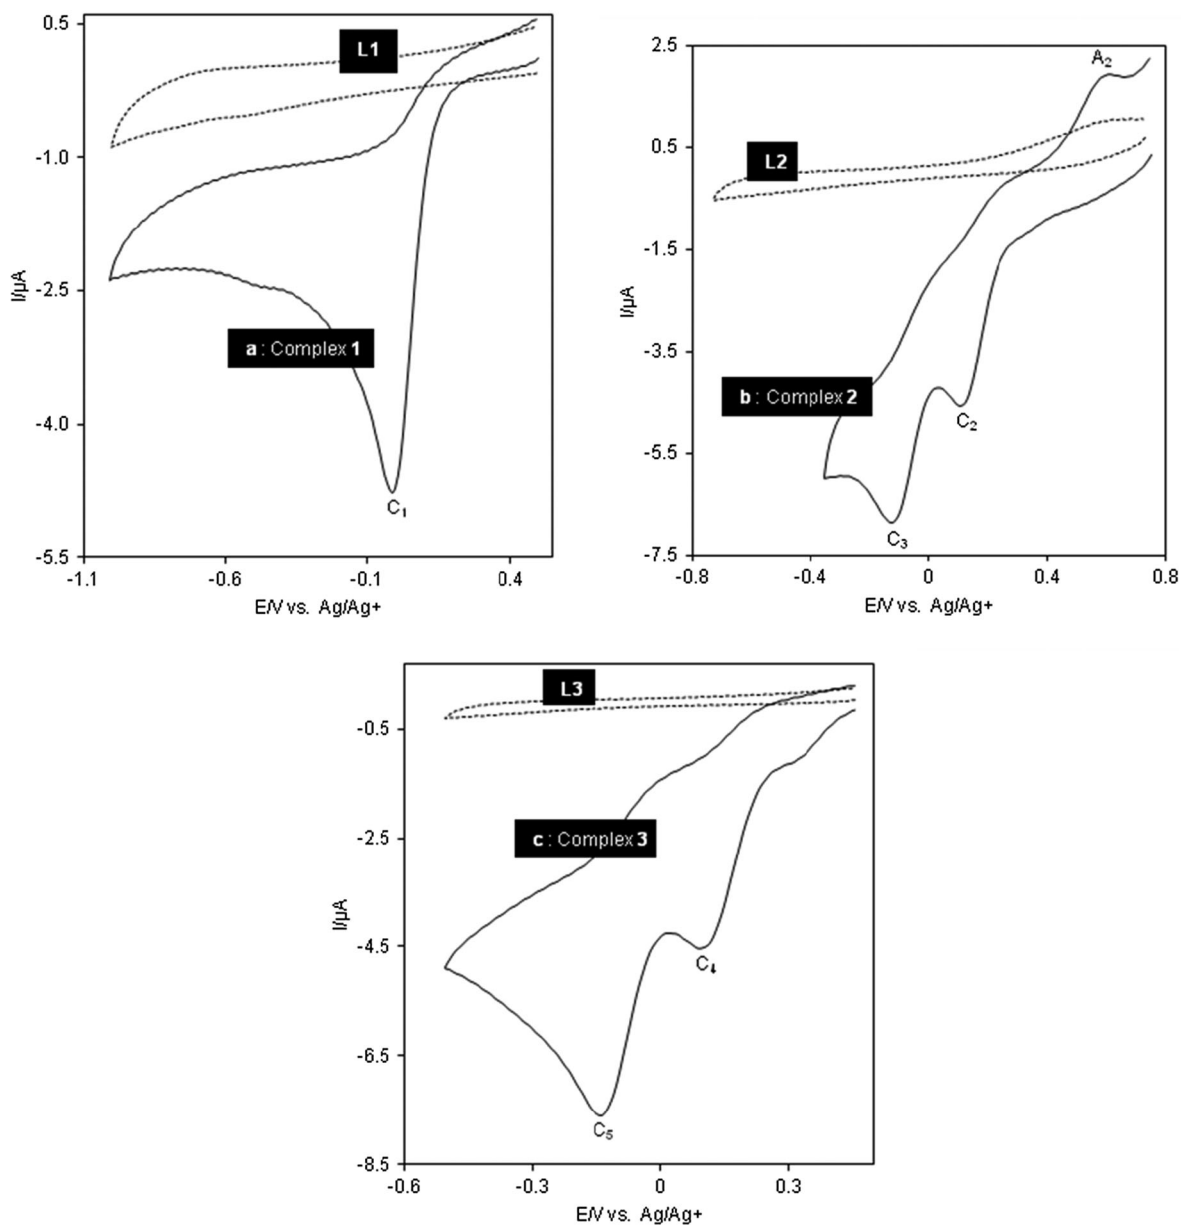 0.5
-1.0
-2.5
-4.0
-5.5
I/µA
L1
a : Complex 1
C₁
-1.1
-0.6
-0.1
0.4
E/V vs. Ag/Ag+
2.5
0.5
-1.5
-3.5
-5.5
-7.5
I/µA
A₂
L2
b : Complex 2
C₂
C₃
-0.8
-0.4
0
0.4
0.8
E/V vs. Ag/Ag+
-0.5
-2.5
-4.5
-6.5
-8.5
I/µA
L3
c : Complex 3
C₄
C₅
-0.6
-0.3
0
0.3
E/V vs. Ag/Ag+